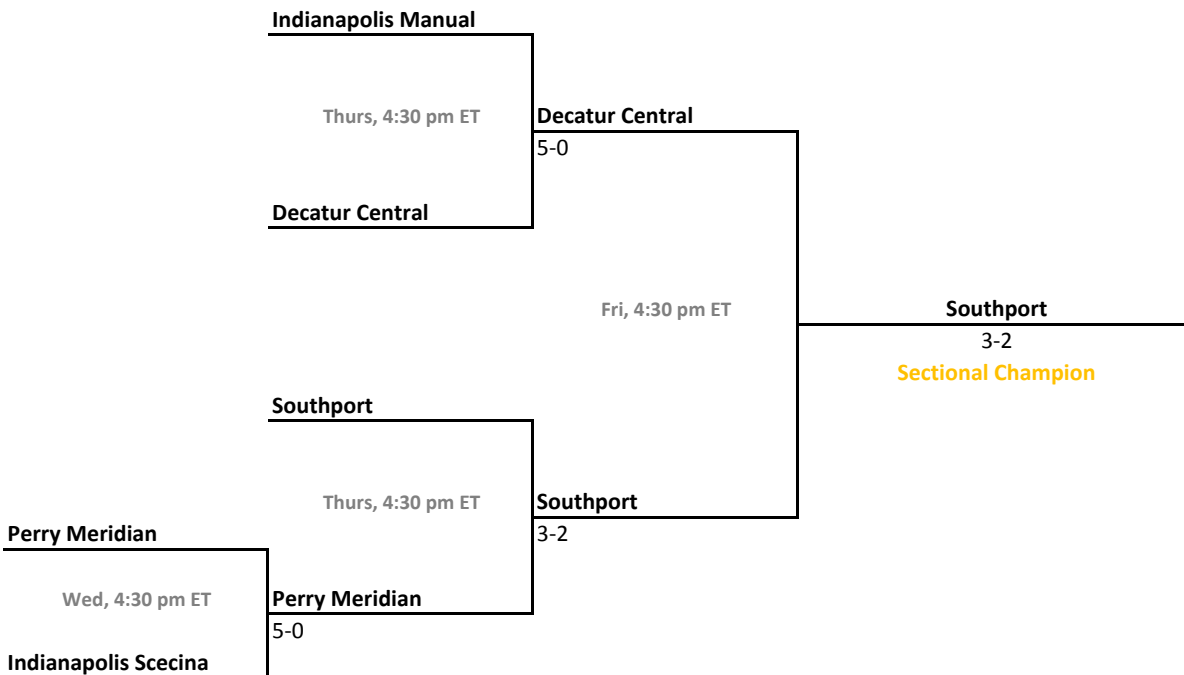 Indianapolis Manual
Thurs, 4:30 pm ET
Decatur Central
5-0
Decatur Central
Fri, 4:30 pm ET
Southport
3-2
Sectional Champion
Southport
Thurs, 4:30 pm ET
Southport
3-2
Perry Meridian
Wed, 4:30 pm ET
Perry Meridian
5-0
Indianapolis Scecina